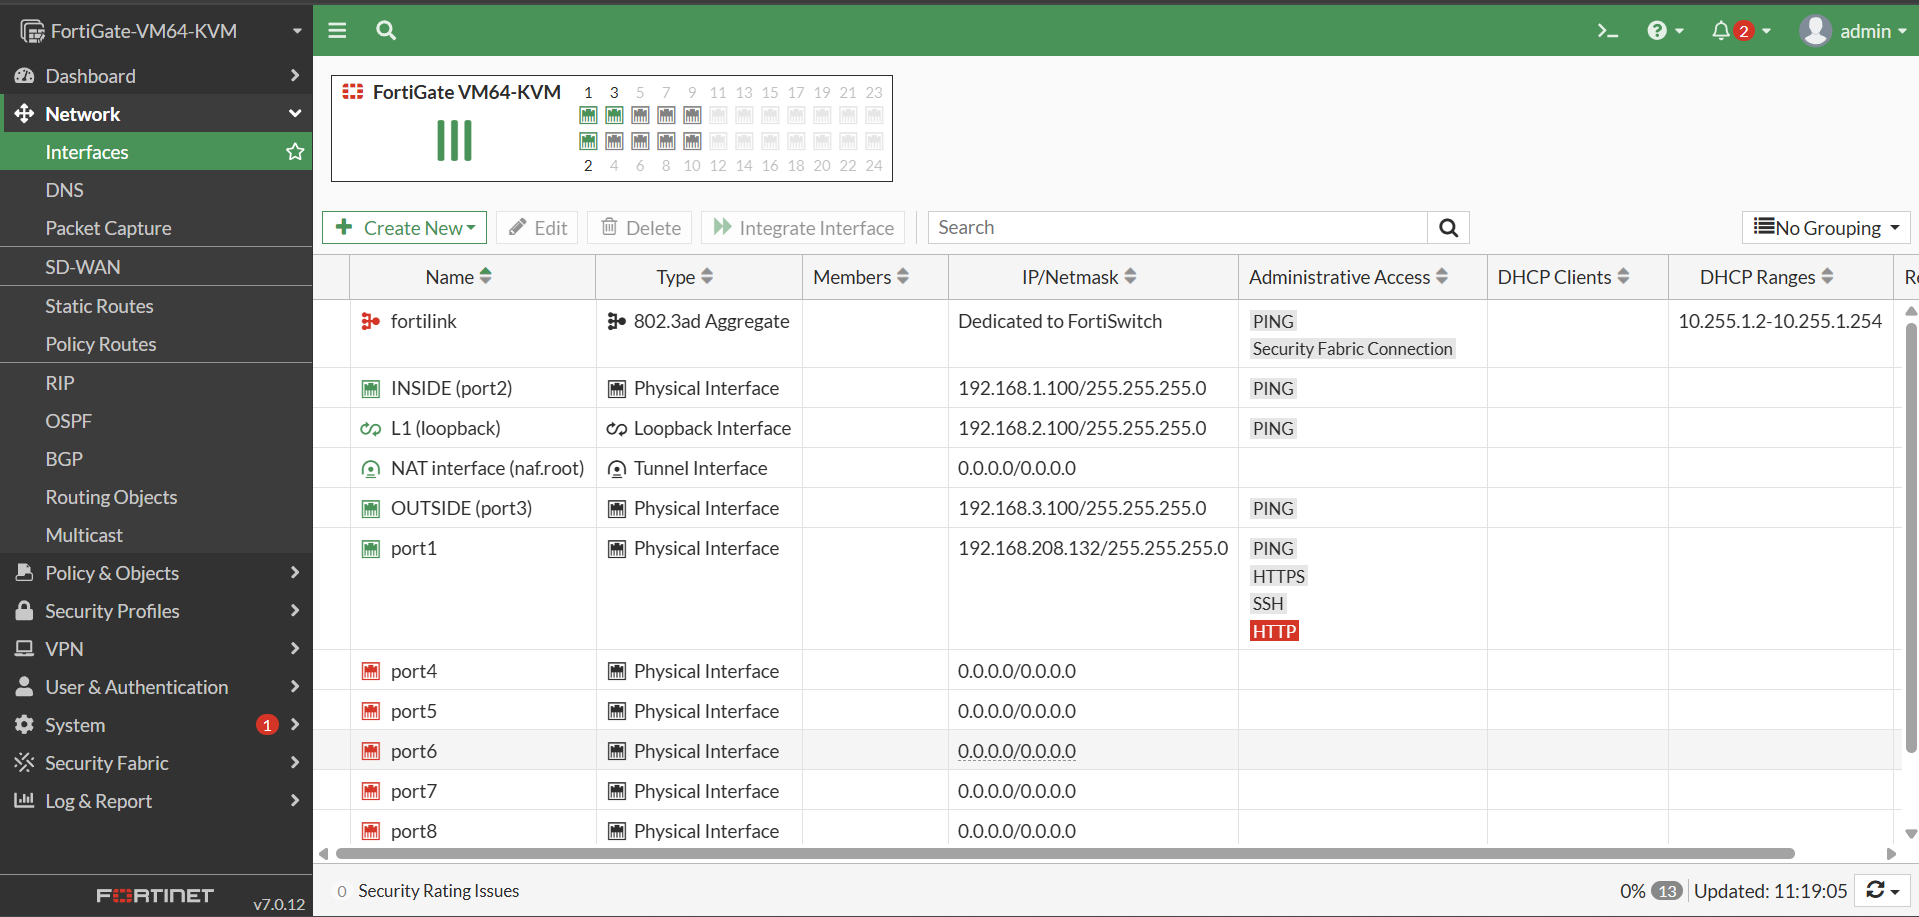 FortiGate-VM64-KVM
Dashboard
Network
Interfaces
DNS
Packet Capture
SD-WAN
Static Routes
Policy Routes
RIP
OSPF
BGP
Routing Objects
Multicast
Policy & Objects
Security Profiles
VPN
User & Authentication
System 1
Security Fabric
Log & Report
FORTINET v7.0.12
2 admin
FortiGate VM64-KVM
1 3 5 7 9 11 13 15 17 19 21 23
2 4 6 8 10 12 14 16 18 20 22 24
Create New Edit Delete Integrate Interface Search No Grouping
Name Type Members IP/Netmask Administrative Access DHCP Clients DHCP Ranges
fortilink 802.3ad Aggregate Dedicated to FortiSwitch PING 10.255.1.2-10.255.1.254
Security Fabric Connection
INSIDE (port2) Physical Interface 192.168.1.100/255.255.255.0 PING
L1 (loopback) Loopback Interface 192.168.2.100/255.255.255.0 PING
NAT interface (naf.root) Tunnel Interface 0.0.0.0/0.0.0.0
OUTSIDE (port3) Physical Interface 192.168.3.100/255.255.255.0 PING
port1 Physical Interface 192.168.208.132/255.255.255.0 PING
HTTPS
SSH
HTTP
port4 Physical Interface 0.0.0.0/0.0.0.0
port5 Physical Interface 0.0.0.0/0.0.0.0
port6 Physical Interface 0.0.0.0/0.0.0.0
port7 Physical Interface 0.0.0.0/0.0.0.0
port8 Physical Interface 0.0.0.0/0.0.0.0
0 Security Rating Issues 0% 13 Updated: 11:19:05